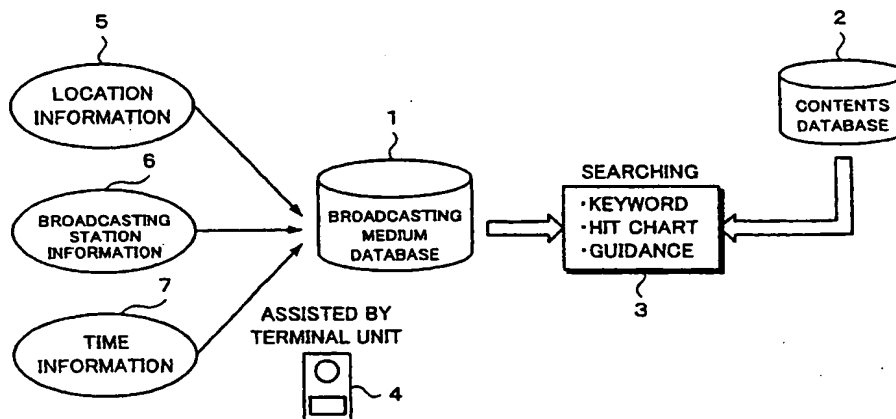 5
LOCATION
INFORMATION
6
BROADCASTING
STATION
INFORMATION
7
TIME
INFORMATION
1
BROADCASTING
MEDIUM
DATABASE
ASSISTED BY
TERMINAL UNIT
4
SEARCHING
·KEYWORD
·HIT CHART
·GUIDANCE
3
2
CONTENTS
DATABASE